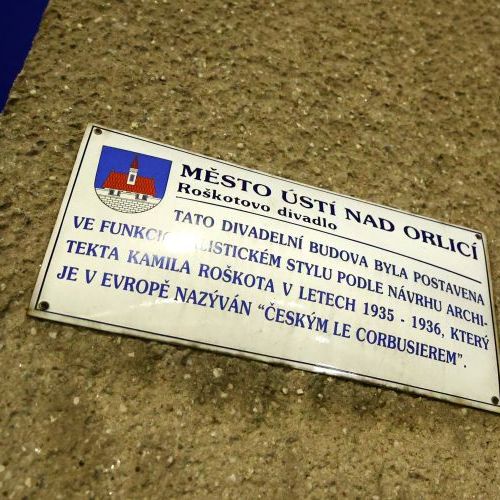 MĚSTO ÚSTÍ NAD ORLICÍ
Roškotovo divadlo
TATO DIVADELNÍ BUDOVA BYLA POSTAVENA
VE FUNKCIONALISTICKÉM STYLU PODLE NÁVRHU ARCHI-
TEKTA KAMILA ROŠKOTA V LETECH 1935 - 1936, KTERÝ
JE V EVROPĚ NAZÝVÁN “ČESKÝM LE CORBUSIEREM”.